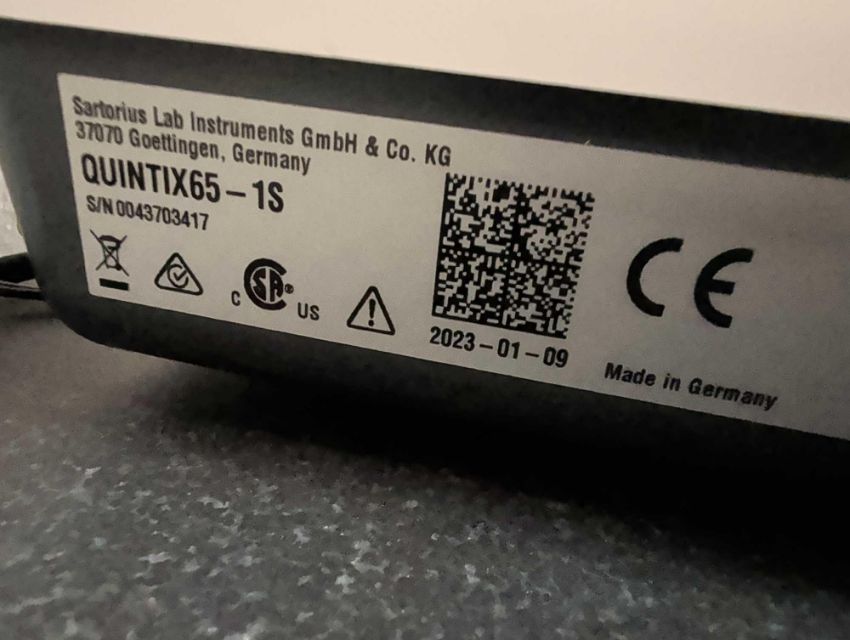 Sartorius Lab Instruments GmbH & Co. KG
37070 Goettingen, Germany
QUINTIX65–1S
S/N 0043703417
C SA® US
C E
2023–01–09
Made in Germany